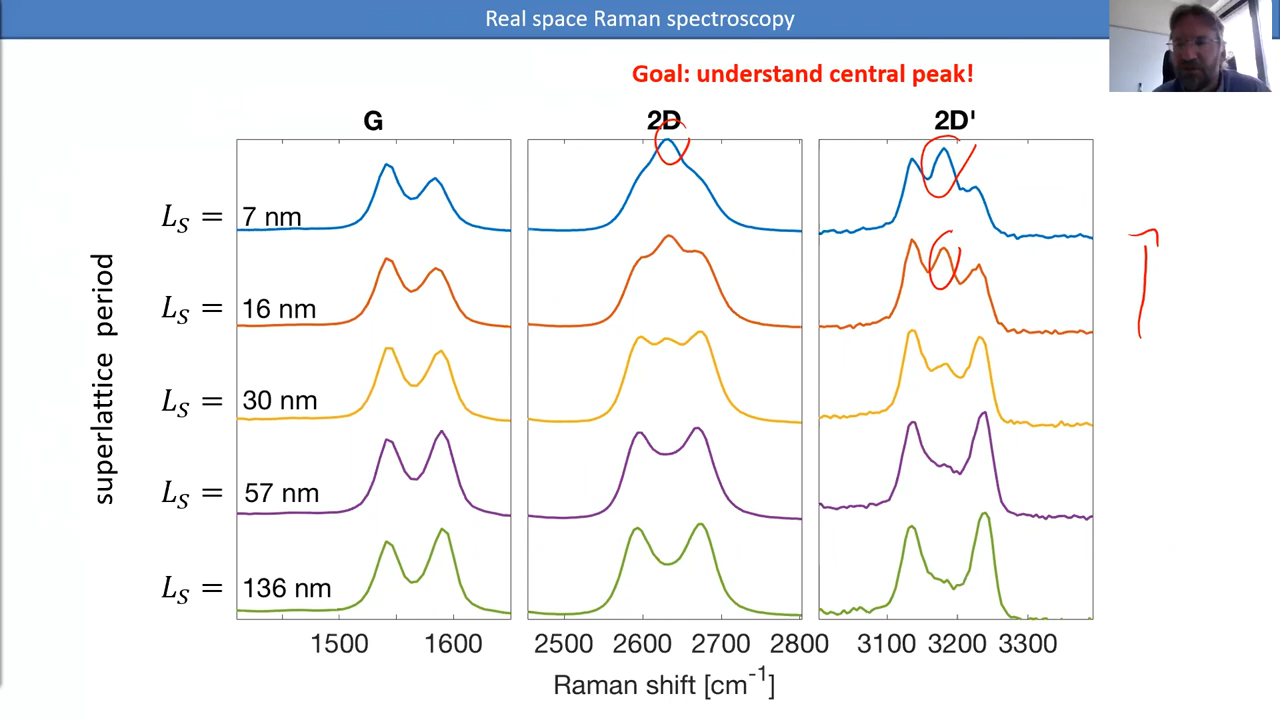 Real space Raman spectroscopy
Goal: understand central peak!
G
2D
2D'
superlattice period
L_S = 7 nm
L_S = 16 nm
L_S = 30 nm
L_S = 57 nm
L_S = 136 nm
1500 1600
2500 2600 2700 2800
00 3100 3200 3300
Raman shift [cm^-1]